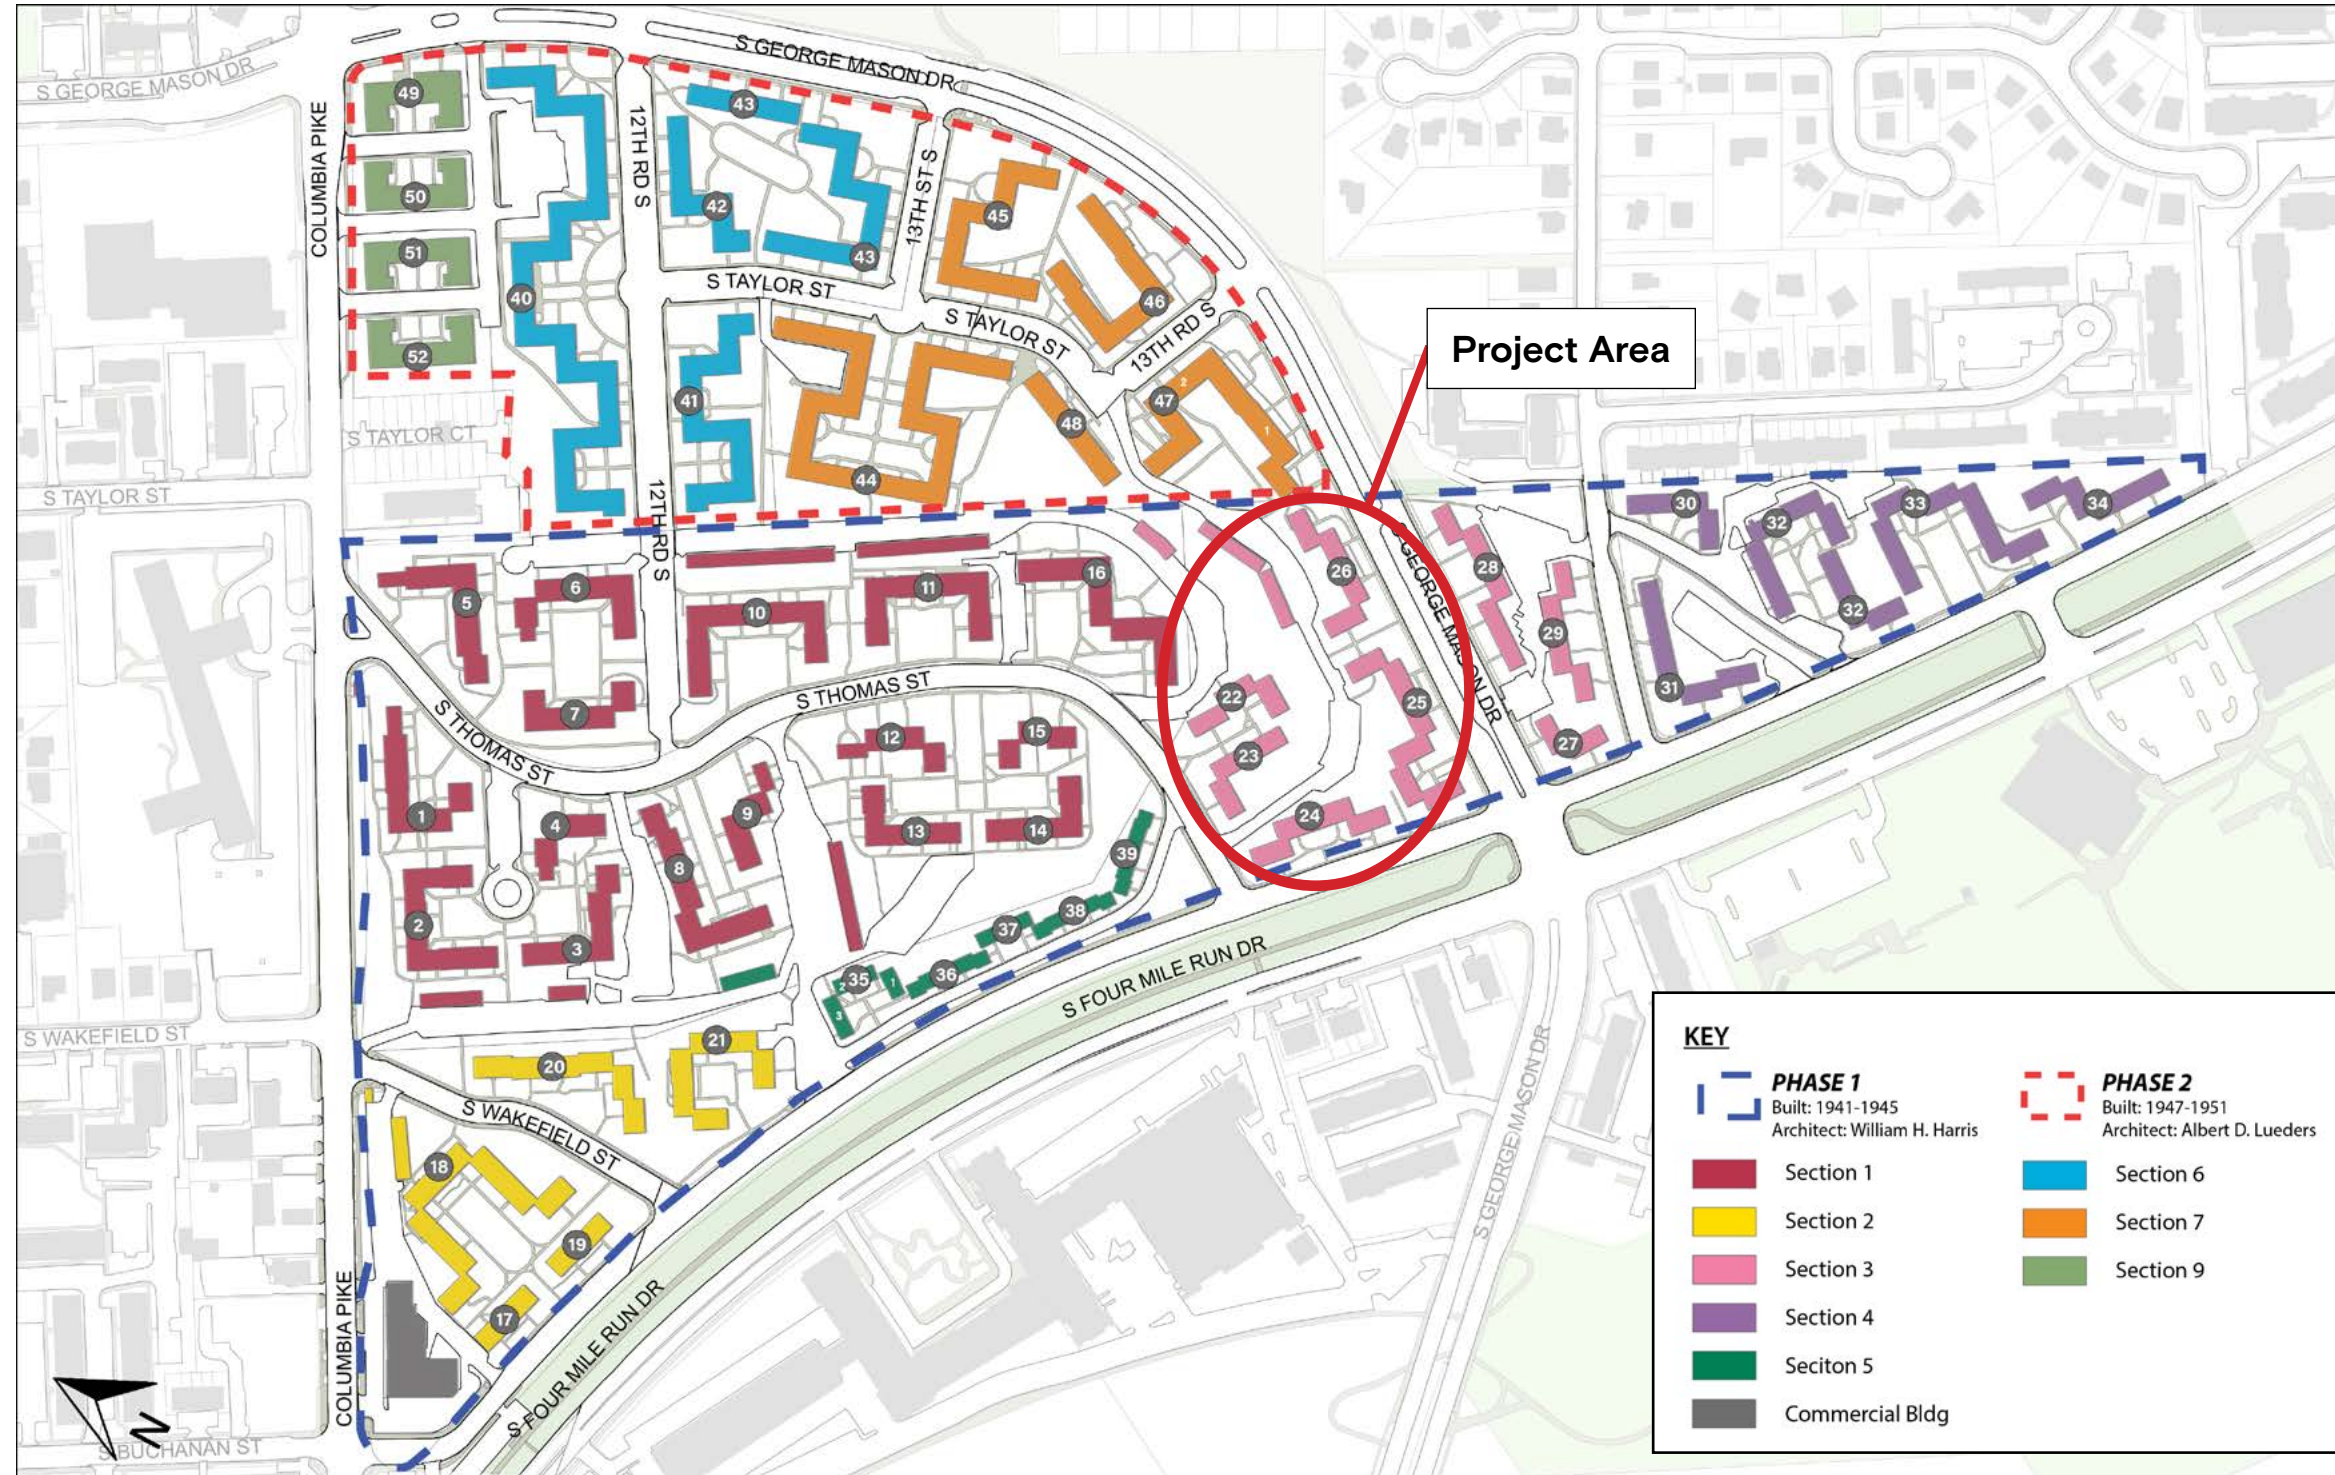 S GEORGE MASON DR
S GEORGE MASON DR
COLUMBIA PIKE
12TH RD S
13TH ST S
49
43
50
42
45
51
43
40
46
52
S TAYLOR ST
S TAYLOR ST
13TH RD S
Project Area
41
47
2
1
48
44
S TAYLOR CT
S TAYLOR ST
12TH RD S
S GEORGE MASON DR
30
32
33
34
5
6
10
11
16
26
28
29
32
31
27
S THOMAS ST
S THOMAS ST
7
22
25
23
24
12
15
1
4
9
13
14
8
39
2
3
38
37
36
35
2
1
3
S FOUR MILE RUN DR
S WAKEFIELD ST
20
21
S WAKEFIELD ST
18
19
17
COLUMBIA PIKE
S FOUR MILE RUN DR
S GEORGE MASON DR
S BUCHANAN ST
N
KEY
PHASE 1
Built: 1941-1945
Architect: William H. Harris
Section 1
Section 2
Section 3
Section 4
Seciton 5
Commercial Bldg
PHASE 2
Built: 1947-1951
Architect: Albert D. Lueders
Section 6
Section 7
Section 9